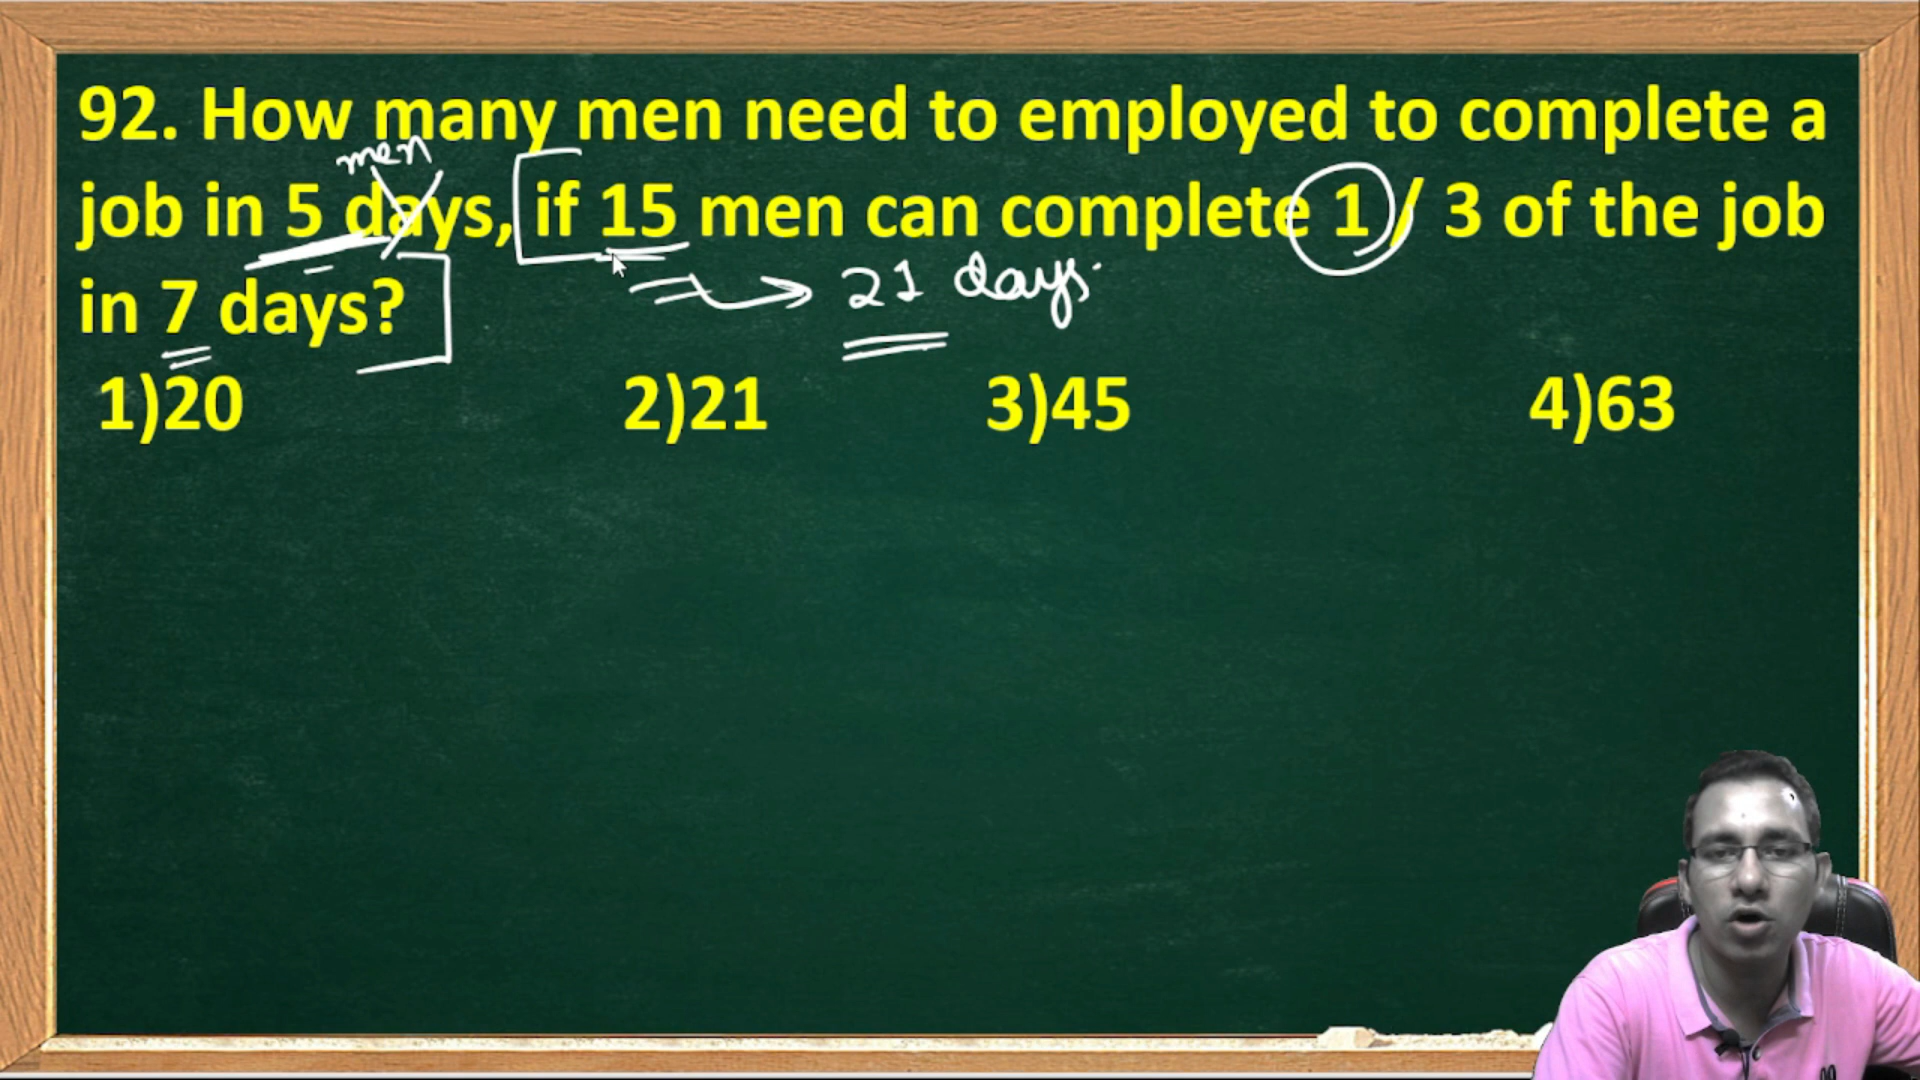 92. How many men need to employed to complete a
men
job in 5 days, if 15 men can complete 1 / 3 of the job
21 days.
in 7 days?
1)20 2)21 3)45 4)63